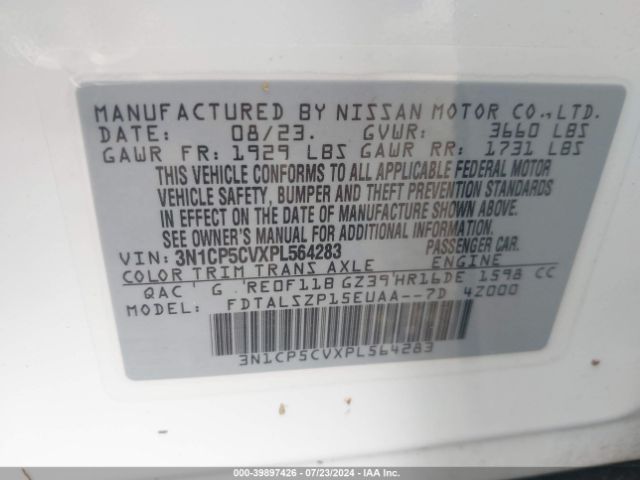 MANUFACTURED BY NISSAN MOTOR CO.,LTD.
DATE: 08/23. GVWR: 3660 LBS
GAWR FR: 1929 LBS GAWR RR: 1731 LBS
THIS VEHICLE CONFORMS TO ALL APPLICABLE FEDERAL MOTOR
VEHICLE SAFETY, BUMPER AND THEFT PREVENTION STANDARDS
IN EFFECT ON THE DATE OF MANUFACTURE SHOWN ABOVE.
SEE OWNER'S MANUAL FOR ADDITIONAL INFORMATION.
VIN: 3N1CP5CVXPL564283 PASSENGER CAR.
COLOR TRIM TRANS AXLE ENGINE
QAC ' G 'RE0F11B GZ39'HR16DE 1598 CC
MODEL: FDTALSZP15EUAA--7D 4Z000
3N1CP5CVXPL564283
000-39897426 - 07/23/2024 - IAA Inc.